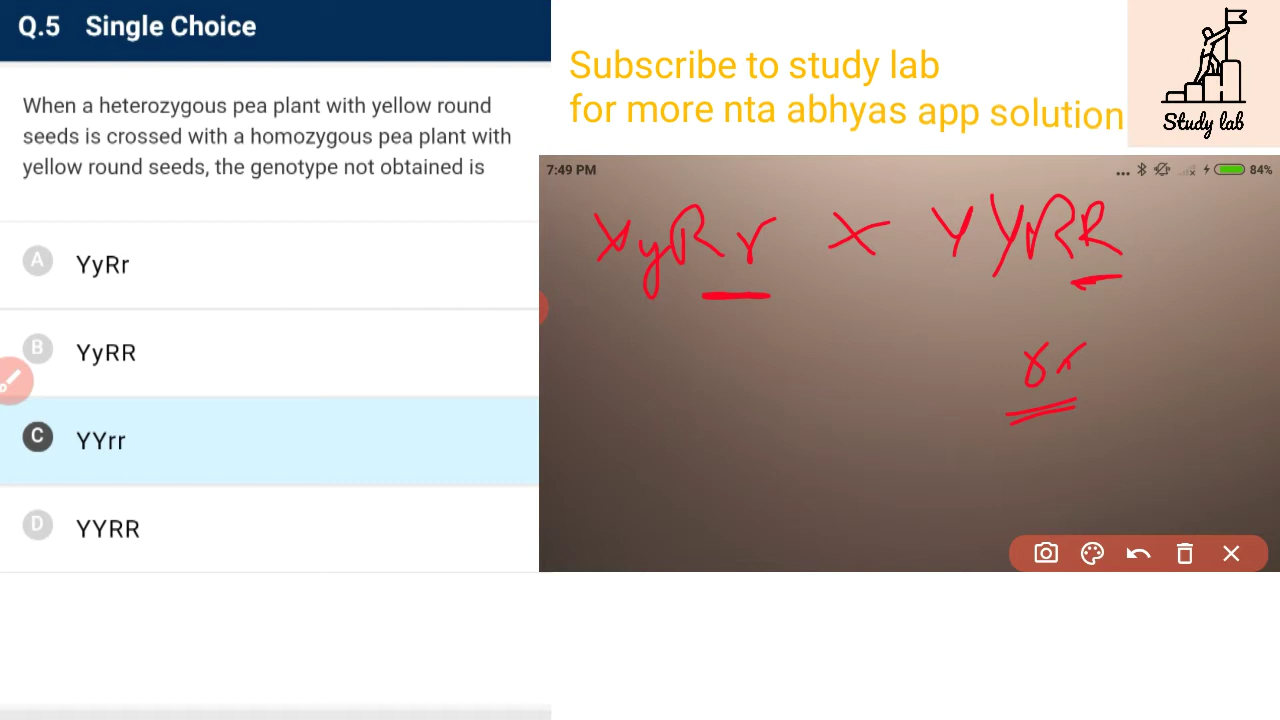 Q.5 Single Choice
When a heterozygous pea plant with yellow round
seeds is crossed with a homozygous pea plant with
yellow round seeds, the genotype not obtained is
A YyRr
B YyRR
C YYrr
D YYRR
Subscribe to study lab
for more nta abhyas app solution
Study lab
7:49 PM
84%
YyRr X YYRR
rr